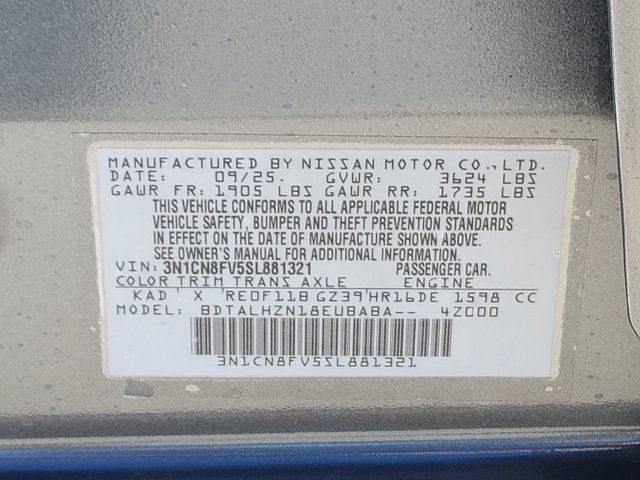 MANUFACTURED BY NISSAN MOTOR CO., LTD.
DATE: 09/25. GVWR: 3624 LBS
GAWR FR: 1905 LBS GAWR RR: 1735 LBS
THIS VEHICLE CONFORMS TO ALL APPLICABLE FEDERAL MOTOR
VEHICLE SAFETY, BUMPER AND THEFT PREVENTION STANDARDS
IN EFFECT ON THE DATE OF MANUFACTURE SHOWN ABOVE.
SEE OWNER'S MANUAL FOR ADDITIONAL INFORMATION.
VIN: 3N1CN8FV5SL881321 PASSENGER CAR.
COLOR TRIM TRANS AXLE ENGINE
KAD X RE0F11B GZ39 HR16DE 1598 CC
MODEL: BDTALHZN18EUBABA-- 4Z000
3N1CN8FV5SL881321